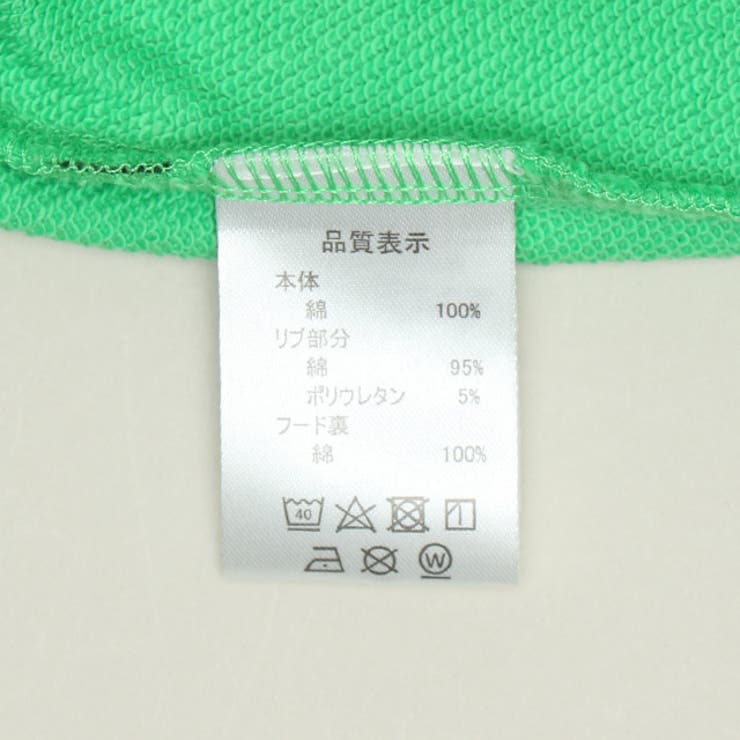 品質表示
本体
綿 100%
リブ部分
綿 95%
ポリウレタン 5%
フード裏
綿 100%
40
W